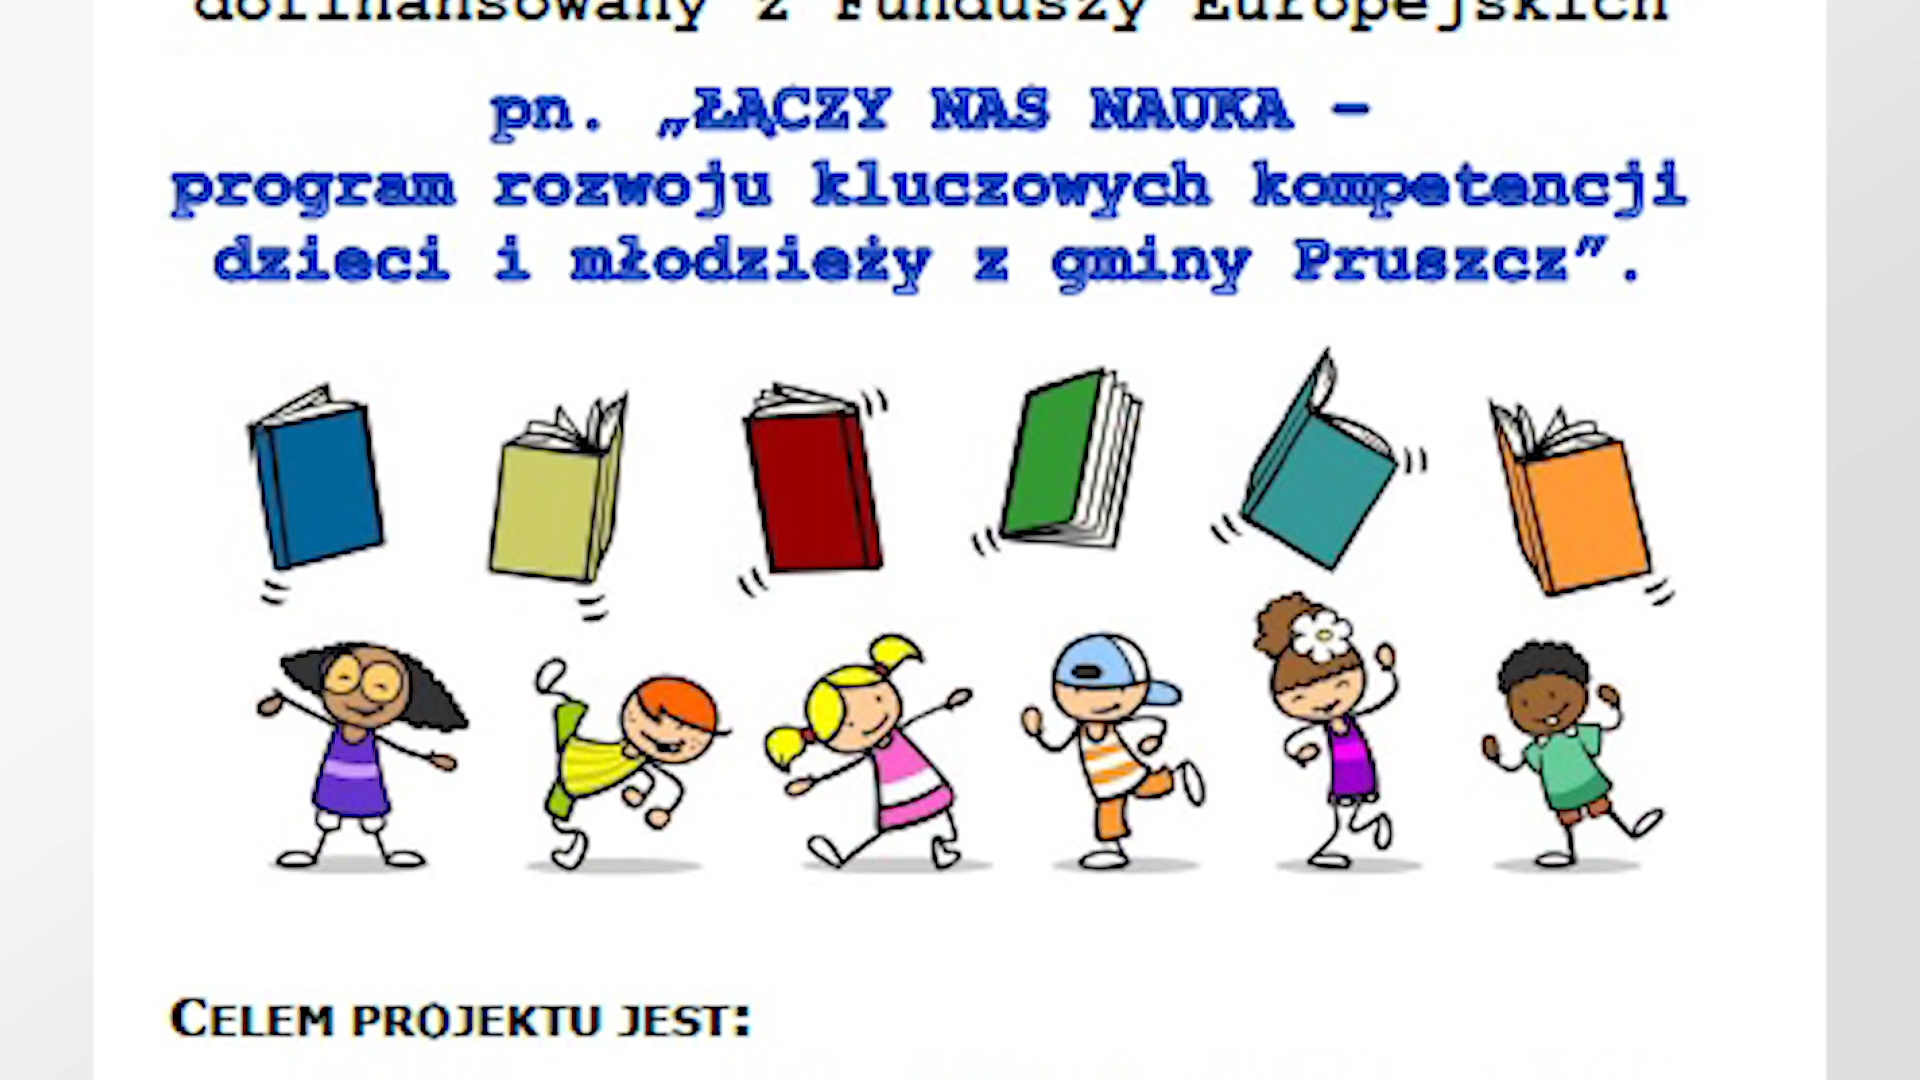 dofinansowany z Funduszy Europejskich
pn. „ŁĄCZY NAS NAUKA –
program rozwoju kluczowych kompetencji
dzieci i młodzieży z gminy Pruszcz”.
CELEM PROJEKTU JEST: